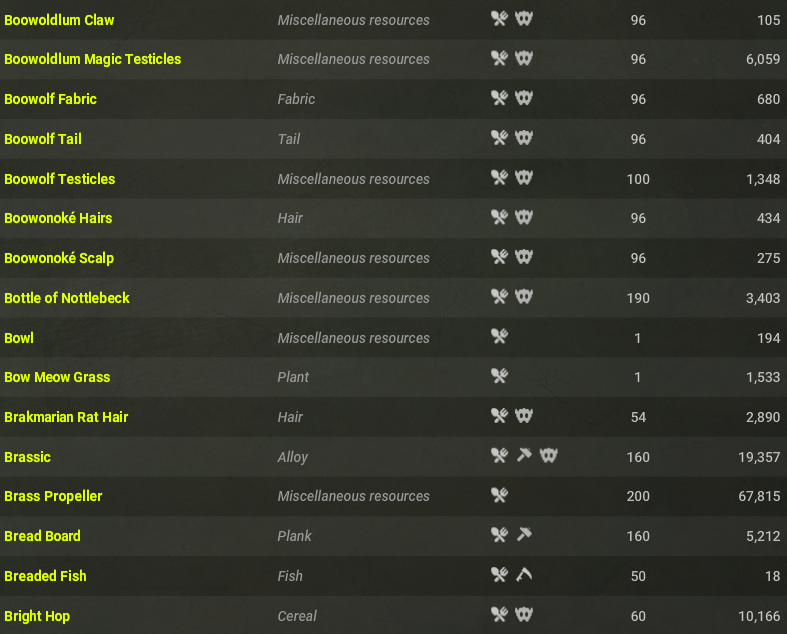 Boowoldlum Claw Miscellaneous resources 96 105
Boowoldlum Magic Testicles Miscellaneous resources 96 6,059
Boowolf Fabric Fabric 96 680
Boowolf Tail Tail 96 404
Boowolf Testicles Miscellaneous resources 100 1,348
Boowonoké Hairs Hair 96 434
Boowonoké Scalp Miscellaneous resources 96 275
Bottle of Nottlebeck Miscellaneous resources 190 3,403
Bowl Miscellaneous resources 1 194
Bow Meow Grass Plant 1 1,533
Brakmarian Rat Hair Hair 54 2,890
Brassic Alloy 160 19,357
Brass Propeller Miscellaneous resources 200 67,815
Bread Board Plank 160 5,212
Breaded Fish Fish 50 18
Bright Hop Cereal 60 10,166